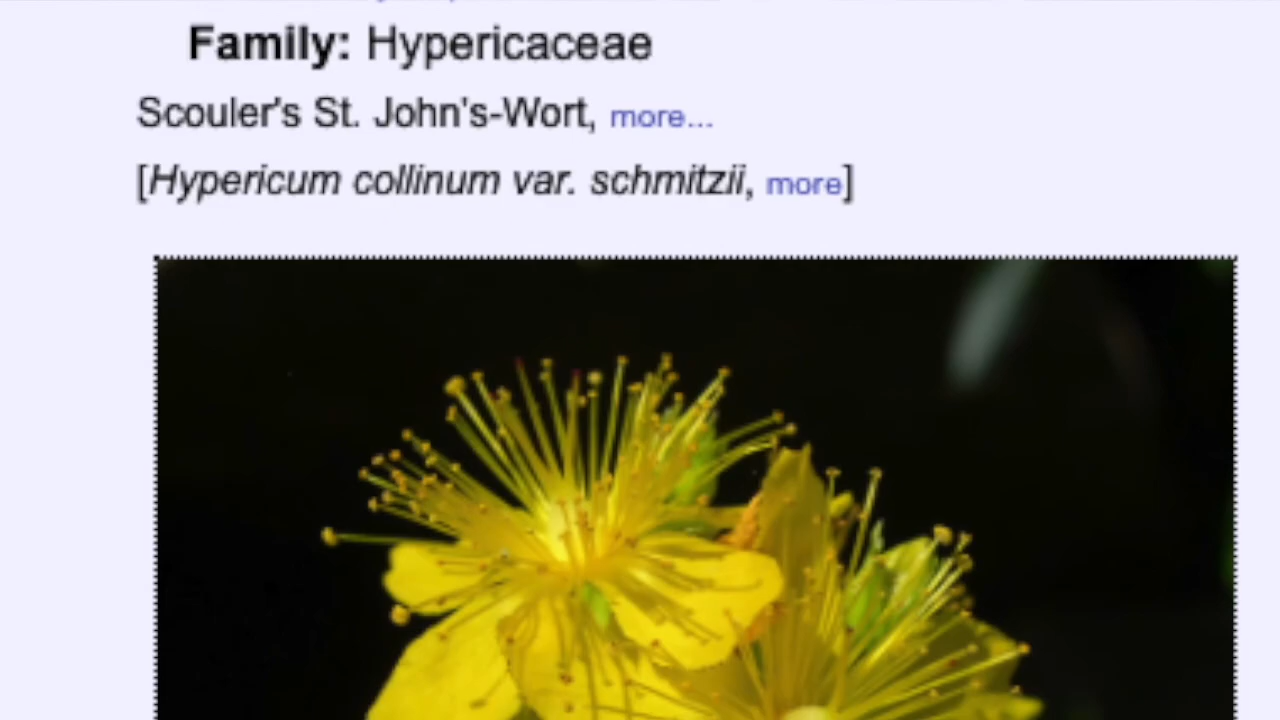 Family: Hypericaceae
Scouler's St. John's-Wort, more...
[Hypericum collinum var. schmitzii, more]